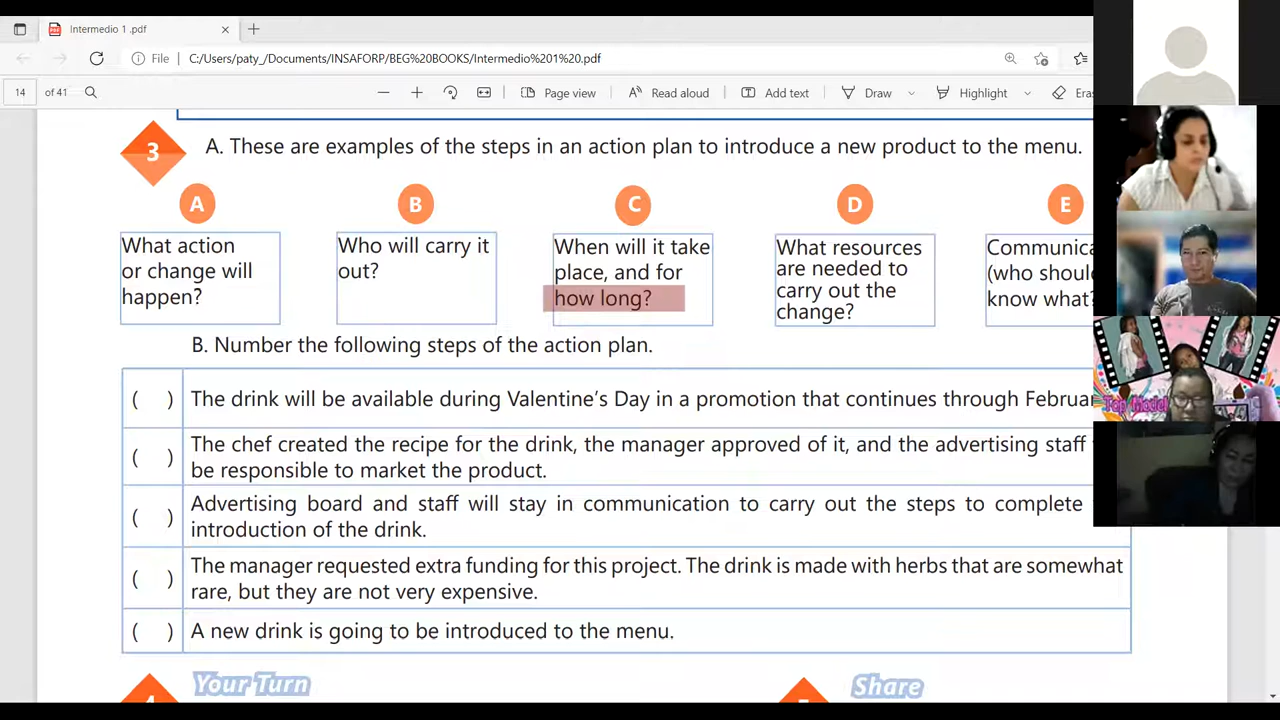 Intermedio 1 .pdf
File
C:/Users/paty_/Documents/INSAFORP/BEG%20BOOKS/Intermedio%201%20.pdf
14 of 41
Page view
Read aloud
Add text
Draw
Highlight
Eras
3
A. These are examples of the steps in an action plan to introduce a new product to the menu.
A
What action
or change will
happen?
B
Who will carry it
out?
C
When will it take
place, and for
how long?
D
What resources
are needed to
carry out the
change?
E
Communica
(who shoul
know what?
B. Number the following steps of the action plan.
( ) The drink will be available during Valentine's Day in a promotion that continues through Februar
( ) The chef created the recipe for the drink, the manager approved of it, and the advertising staff
be responsible to market the product.
( ) Advertising board and staff will stay in communication to carry out the steps to complete
introduction of the drink.
( ) The manager requested extra funding for this project. The drink is made with herbs that are somewhat
rare, but they are not very expensive.
( ) A new drink is going to be introduced to the menu.
Your Turn
Share
Top Model